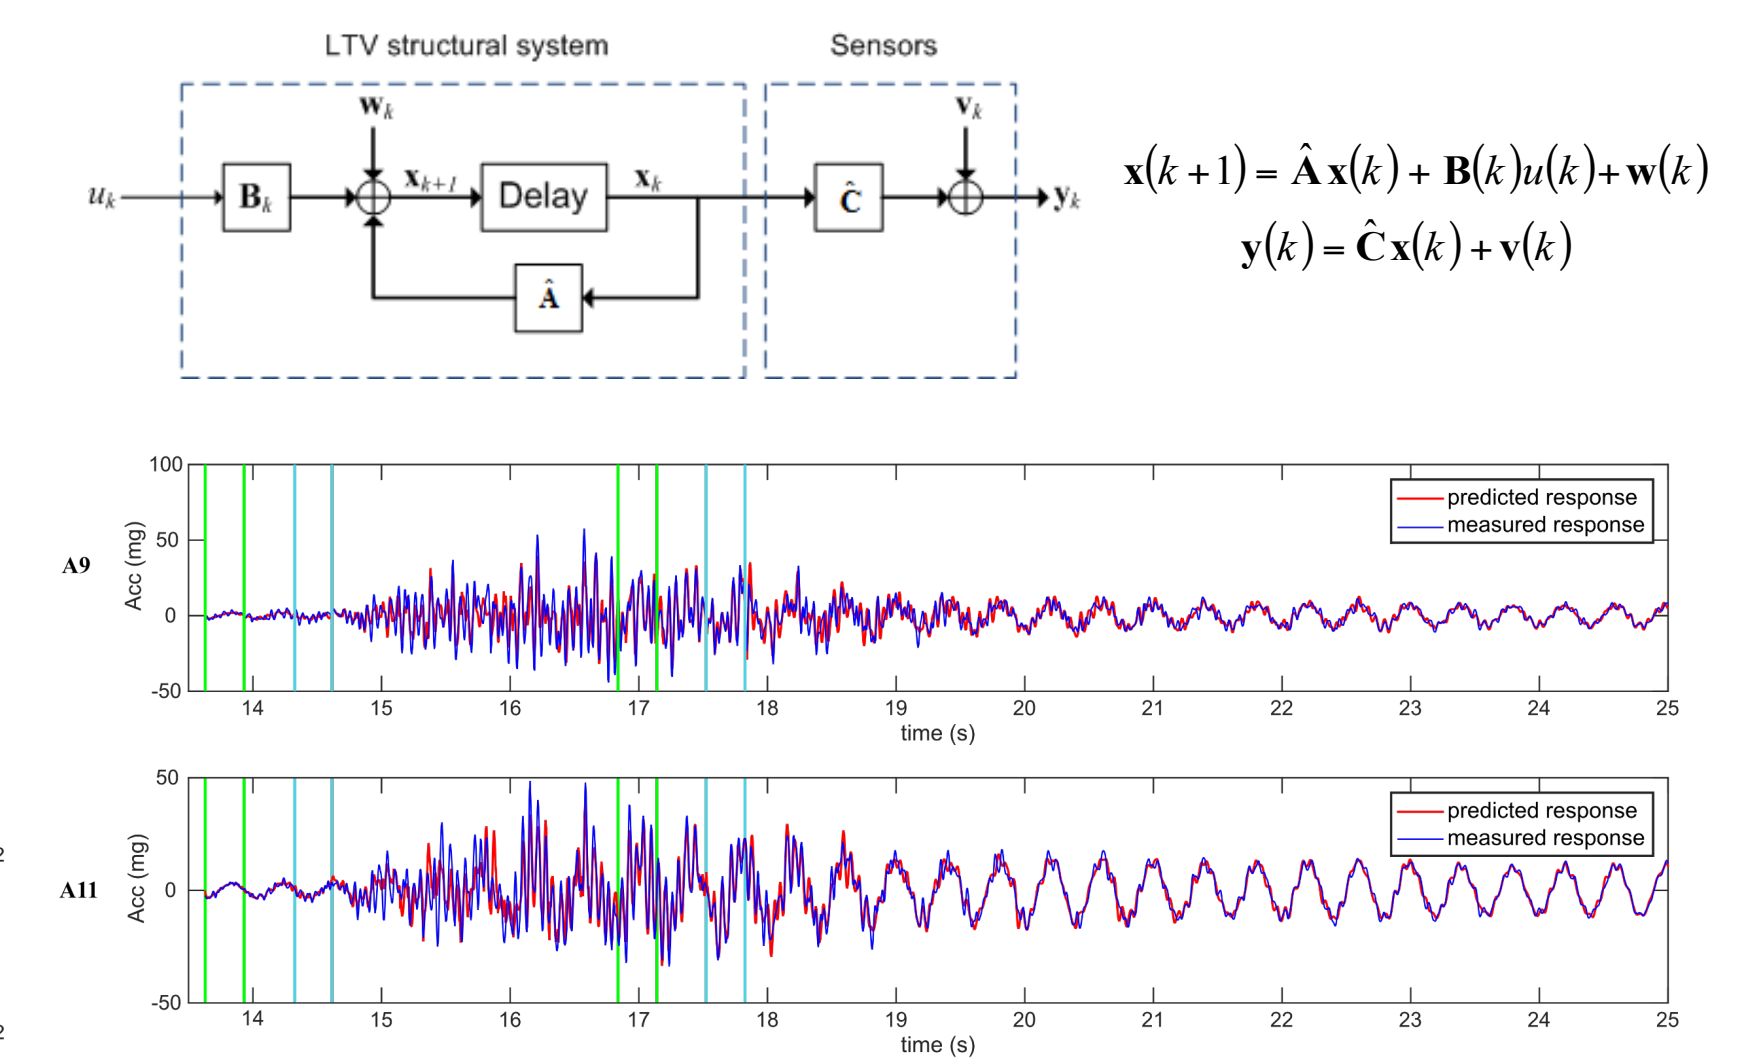 LTV structural system
Sensors
w_k
v_k
u_k
B_k
x_{k+1}
Delay
x_k
Ĉ
y_k
Â
x(k+1) = Â x(k) + B(k)u(k)+w(k)
y(k) = Ĉ x(k) + v(k)
A9
Acc (mg)
100
50
0
-50
predicted response
measured response
14 15 16 17 18 19 20 21 22 23 24 25
time (s)
A11
Acc (mg)
50
0
-50
predicted response
measured response
14 15 16 17 18 19 20 21 22 23 24 25
time (s)